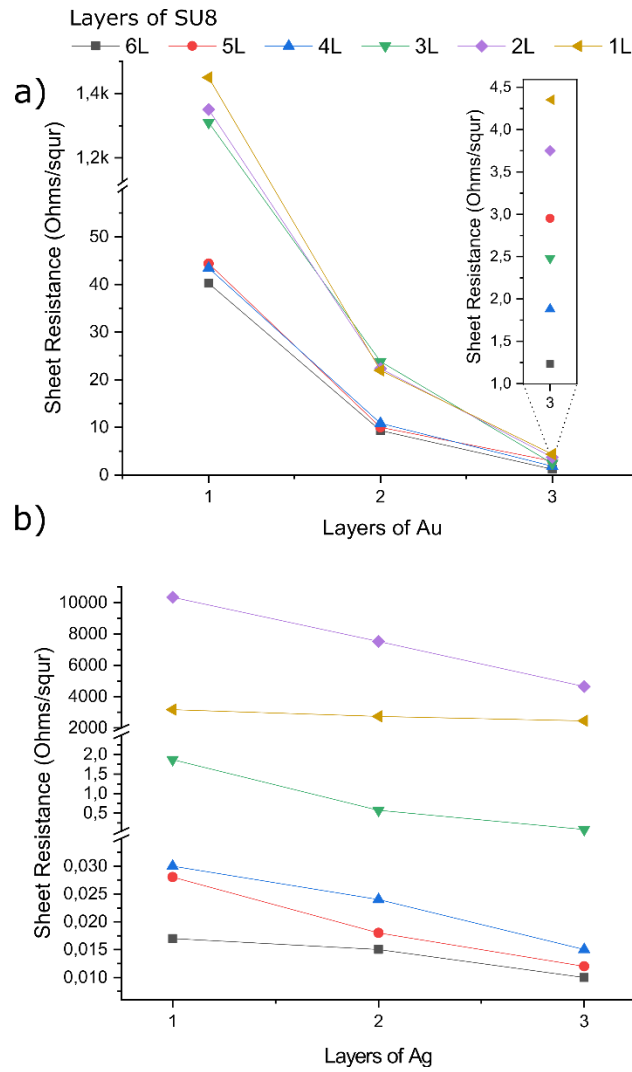 Layers of SU8
6L 5L 4L 3L 2L 1L
a)
Sheet Resistance (Ohms/squr)
1,4k
1,2k
50
40
30
20
10
0
1 2 3
Layers of Au
Sheet Resistance (Ohms/squr)
4,5
4,0
3,5
3,0
2,5
2,0
1,5
1,0
3
b)
Sheet Resistance (Ohms/squr)
10000
8000
6000
4000
2000
2,0
1,5
1,0
0,5
0,030
0,025
0,020
0,015
0,010
1 2 3
Layers of Ag